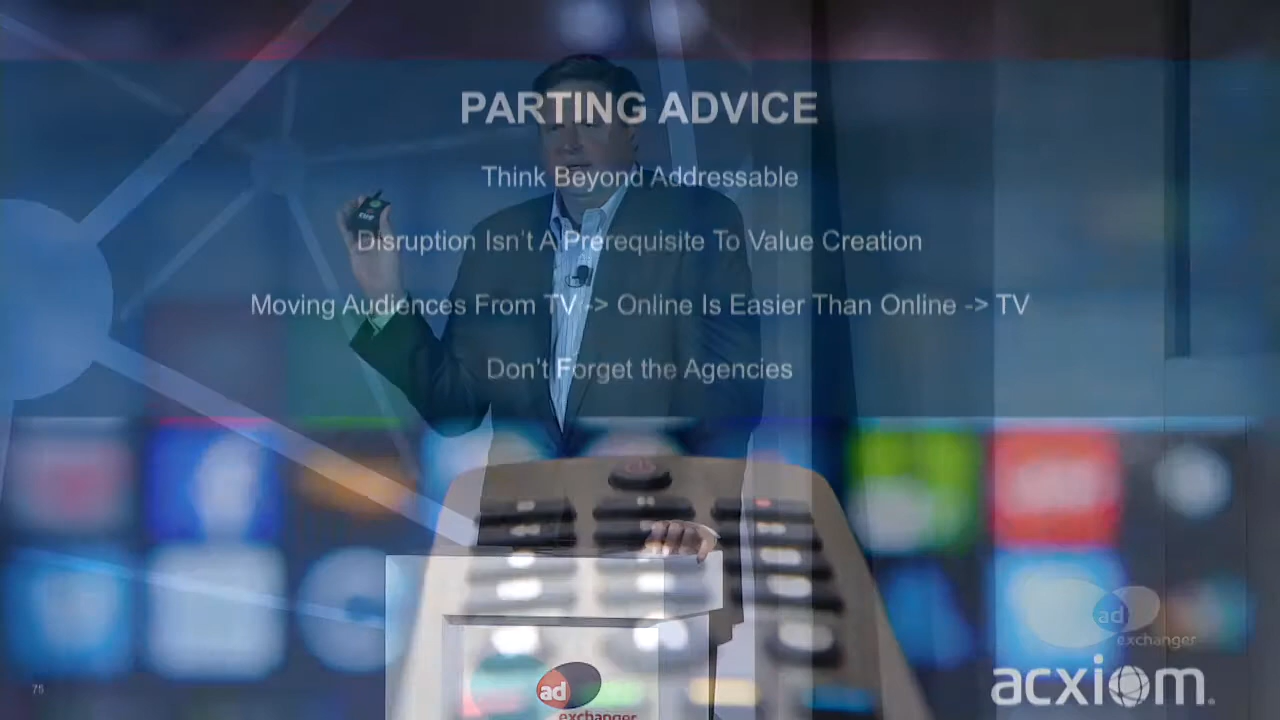 PARTING ADVICE
Think Beyond Addressable
Disruption Isn't A Prerequisite To Value Creation
Moving Audiences From TV -> Online Is Easier Than Online -> TV
Don't Forget the Agencies
ad
exchanger
acxiom.
75
ad
exchanger